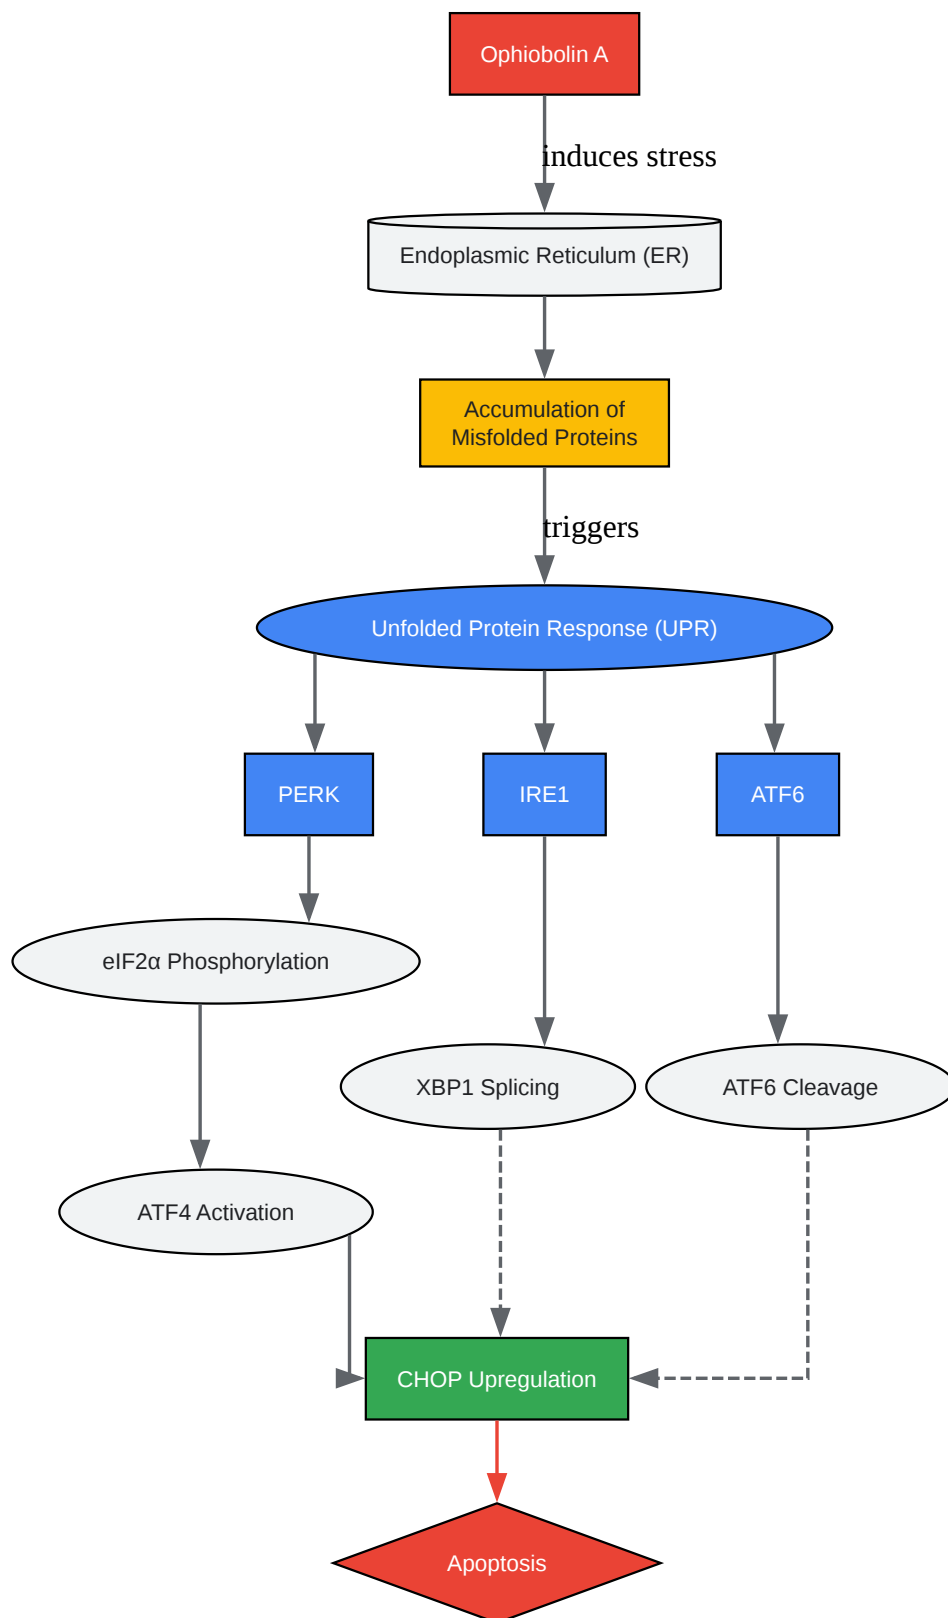 Ophiobolin A
induces stress
Endoplasmic Reticulum (ER)
Accumulation of
Misfolded Proteins
triggers
Unfolded Protein Response (UPR)
PERK
IRE1
ATF6
eIF2α Phosphorylation
XBP1 Splicing
ATF6 Cleavage
ATF4 Activation
CHOP Upregulation
Apoptosis